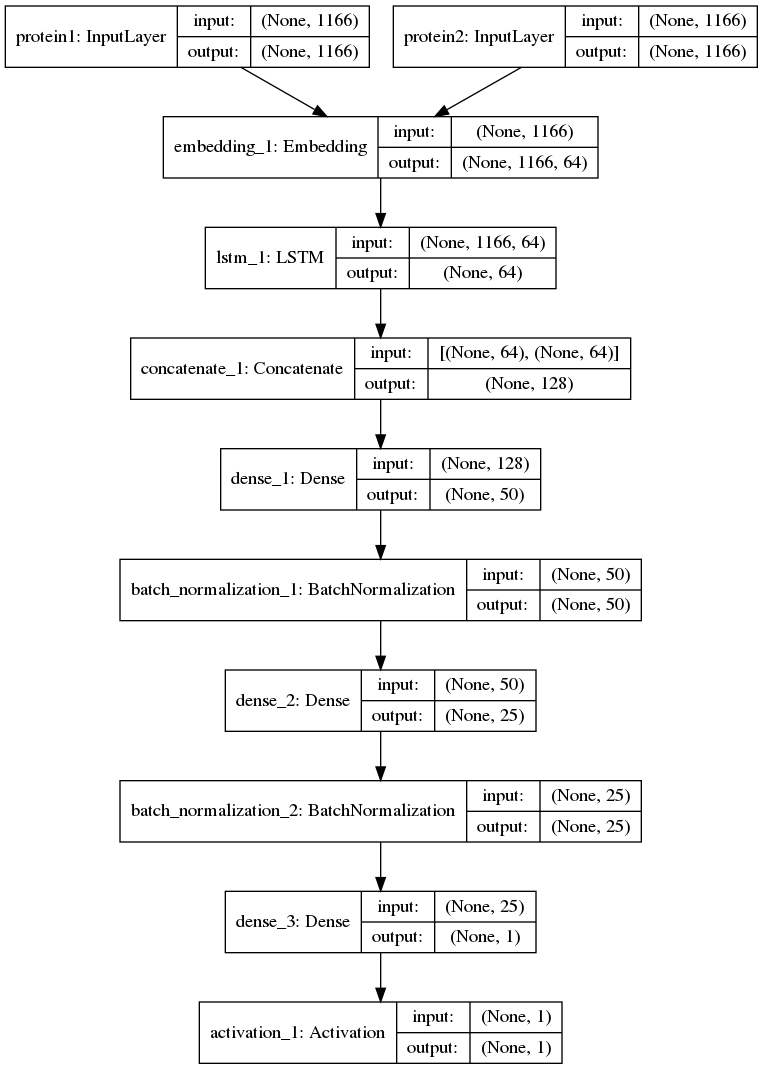 protein1: InputLayer
input: (None, 1166)
output: (None, 1166)
protein2: InputLayer
input: (None, 1166)
output: (None, 1166)
embedding_1: Embedding
input: (None, 1166)
output: (None, 1166, 64)
lstm_1: LSTM
input: (None, 1166, 64)
output: (None, 64)
concatenate_1: Concatenate
input: [(None, 64), (None, 64)]
output: (None, 128)
dense_1: Dense
input: (None, 128)
output: (None, 50)
batch_normalization_1: BatchNormalization
input: (None, 50)
output: (None, 50)
dense_2: Dense
input: (None, 50)
output: (None, 25)
batch_normalization_2: BatchNormalization
input: (None, 25)
output: (None, 25)
dense_3: Dense
input: (None, 25)
output: (None, 1)
activation_1: Activation
input: (None, 1)
output: (None, 1)